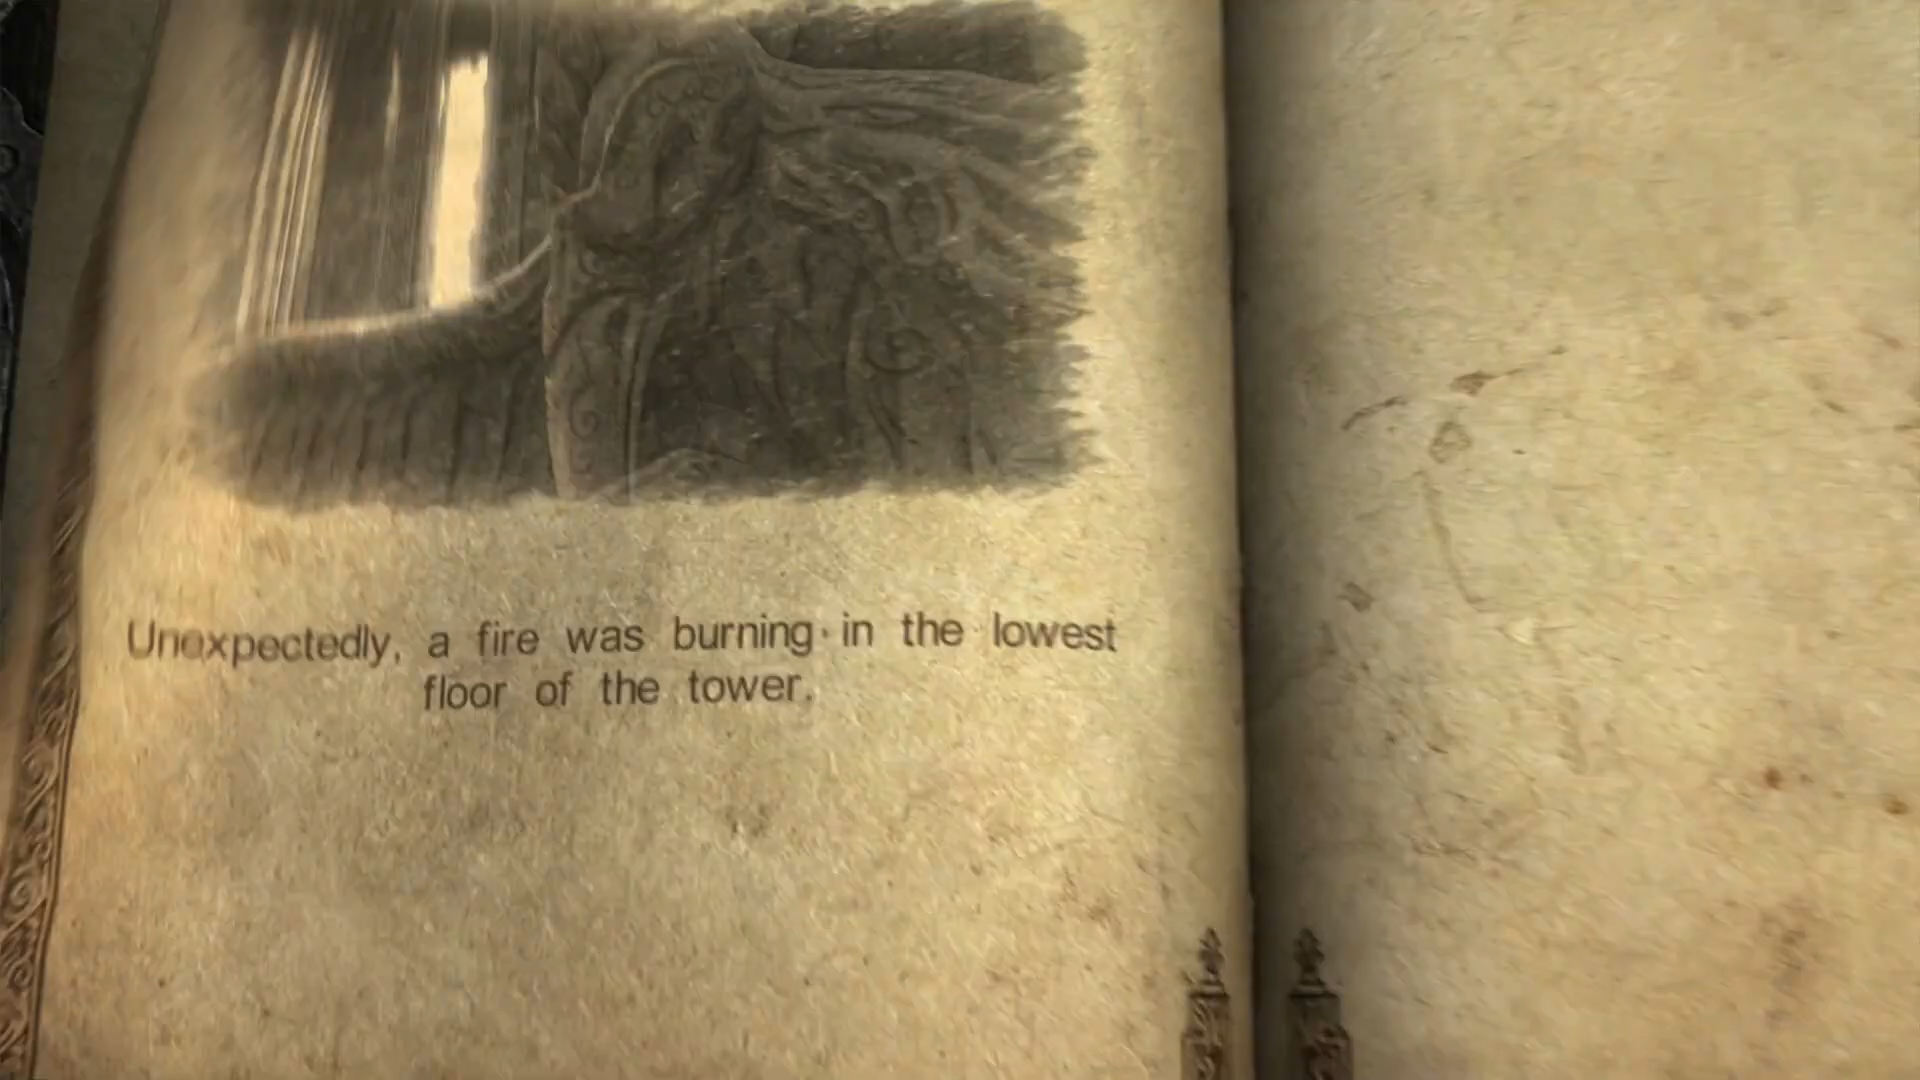 Unexpectedly, a fire was burning in the lowest
floor of the tower.